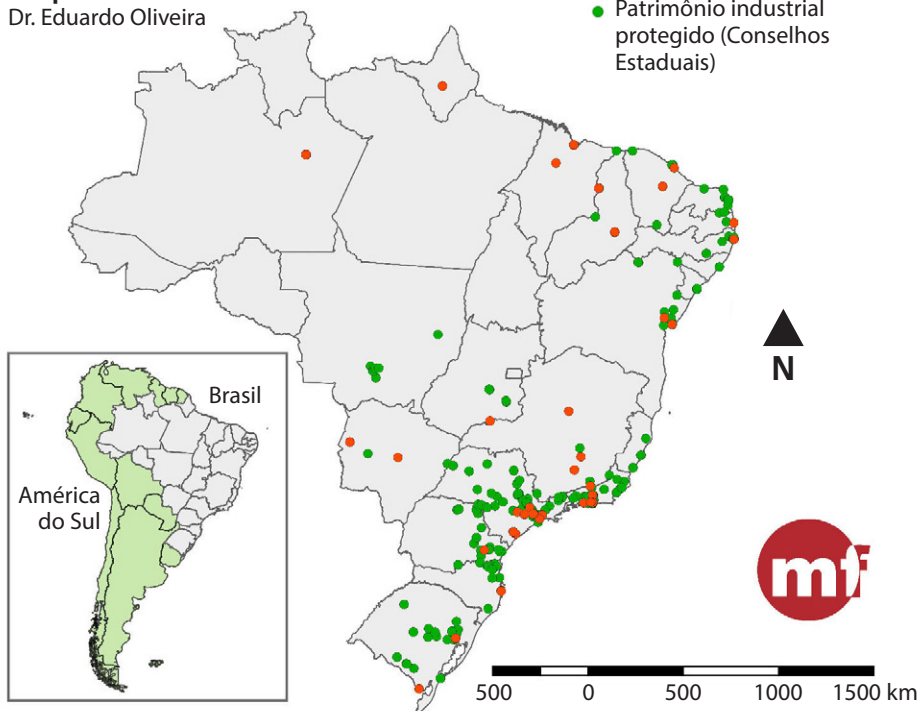 Dr. Eduardo Oliveira
Patrimônio industrial
protegido (Conselhos
Estaduais)
N
Brasil
América
do Sul
mf
500 0 500 1000 1500 km